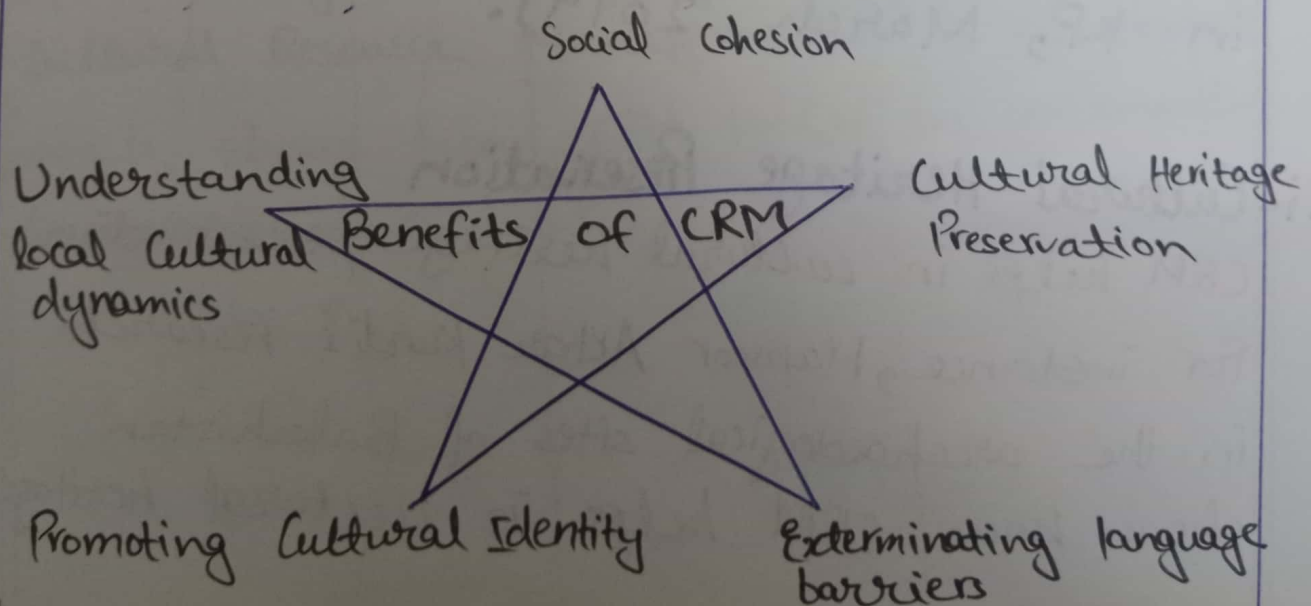 Social Cohesion
Understanding
local Cultural
dynamics
Benefits of CRM
Cultural Heritage
Preservation
Promoting Cultural Identity
Exterminating language
barriers